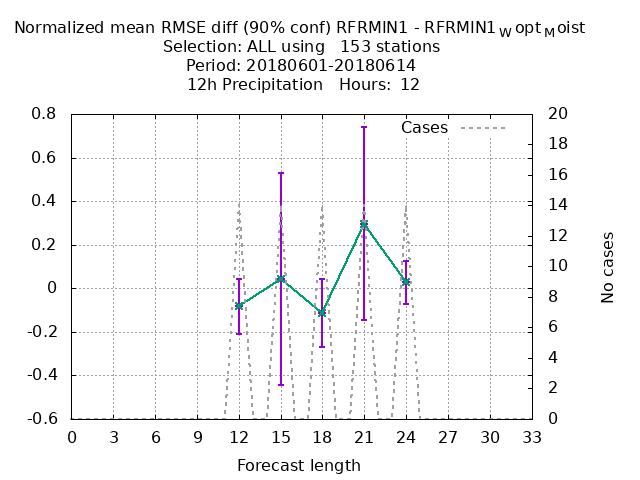 Normalized mean RMSE diff (90% conf) RFRMIN1 - RFRMIN1WoptMoist
Selection: ALL using   153 stations
Period: 20180601-20180614
12h Precipitation   Hours:  12
Cases
0.8
0.6
0.4
0.2
0
-0.2
-0.4
-0.6
20
18
16
14
12
10
8
6
4
2
0
No cases
0 3 6 9 12 15 18 21 24 27 30 33
Forecast length